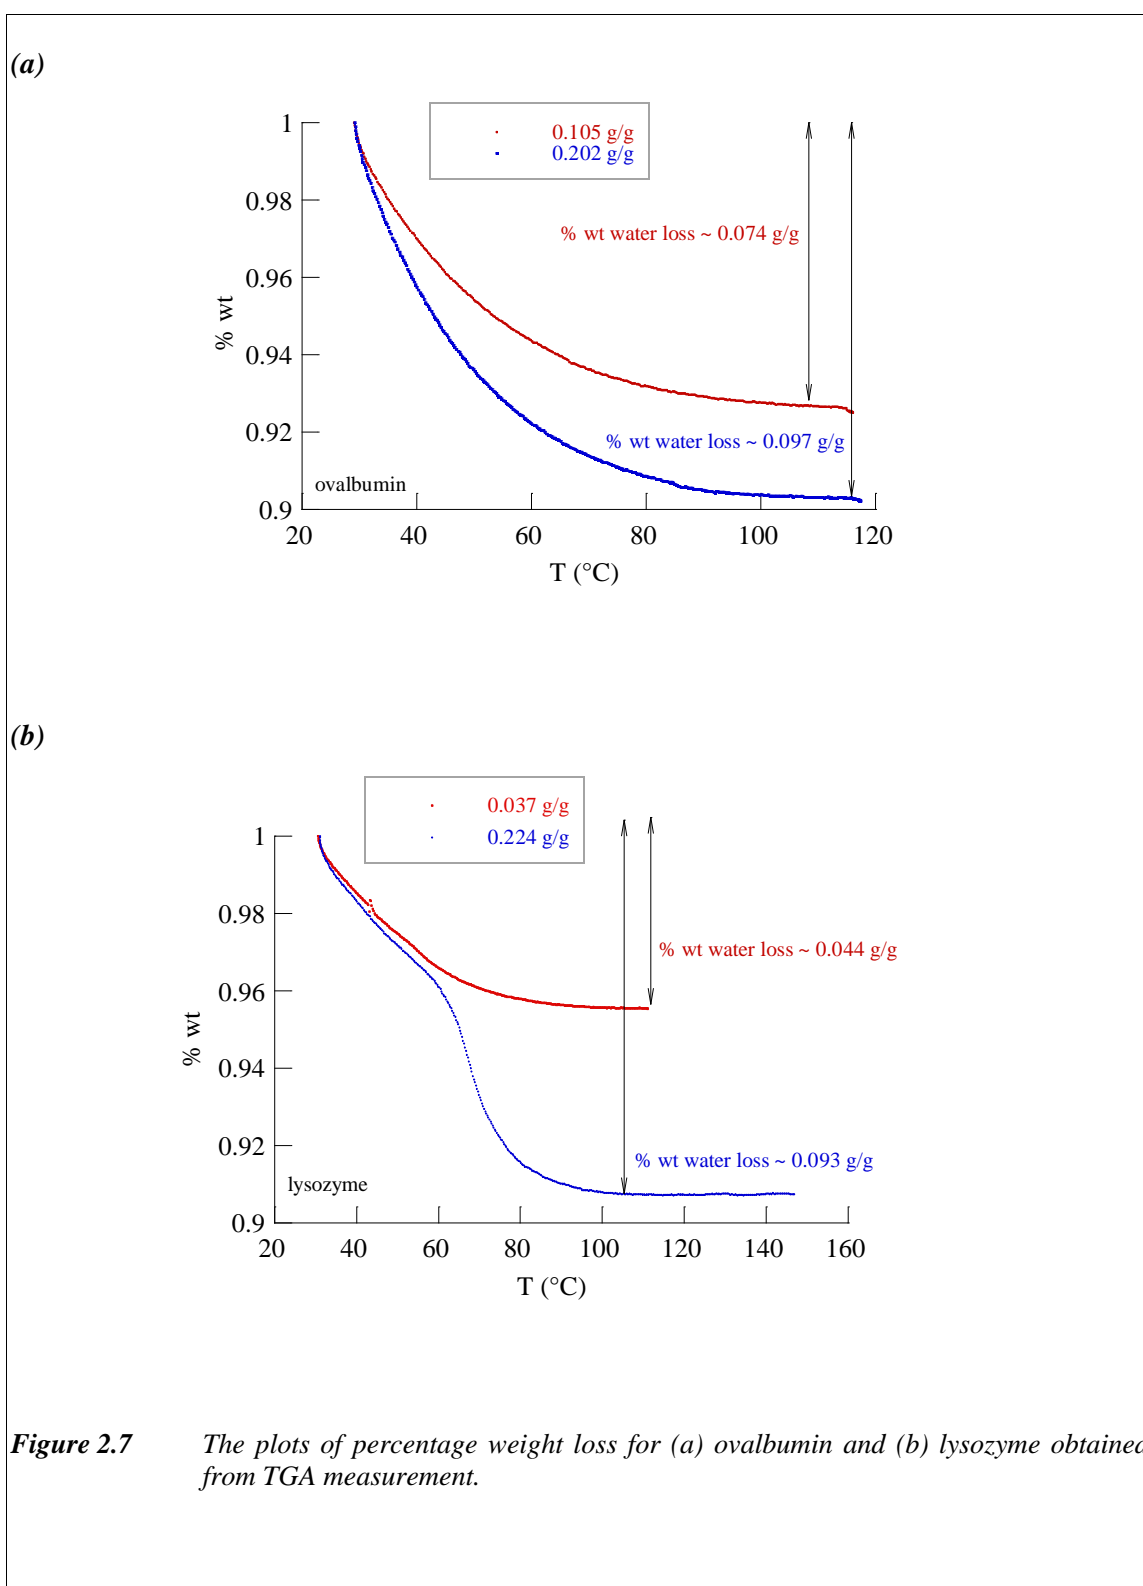 (a)
0.105 g/g
0.202 g/g
1
0.98
0.96
0.94
0.92
0.9
% wt
% wt water loss ~ 0.074 g/g
% wt water loss ~ 0.097 g/g
ovalbumin
20 40 60 80 100 120
T (°C)
(b)
0.037 g/g
0.224 g/g
1
0.98
0.96
0.94
0.92
0.9
% wt
% wt water loss ~ 0.044 g/g
% wt water loss ~ 0.093 g/g
lysozyme
20 40 60 80 100 120 140 160
T (°C)
Figure 2.7 The plots of percentage weight loss for (a) ovalbumin and (b) lysozyme obtained
from TGA measurement.